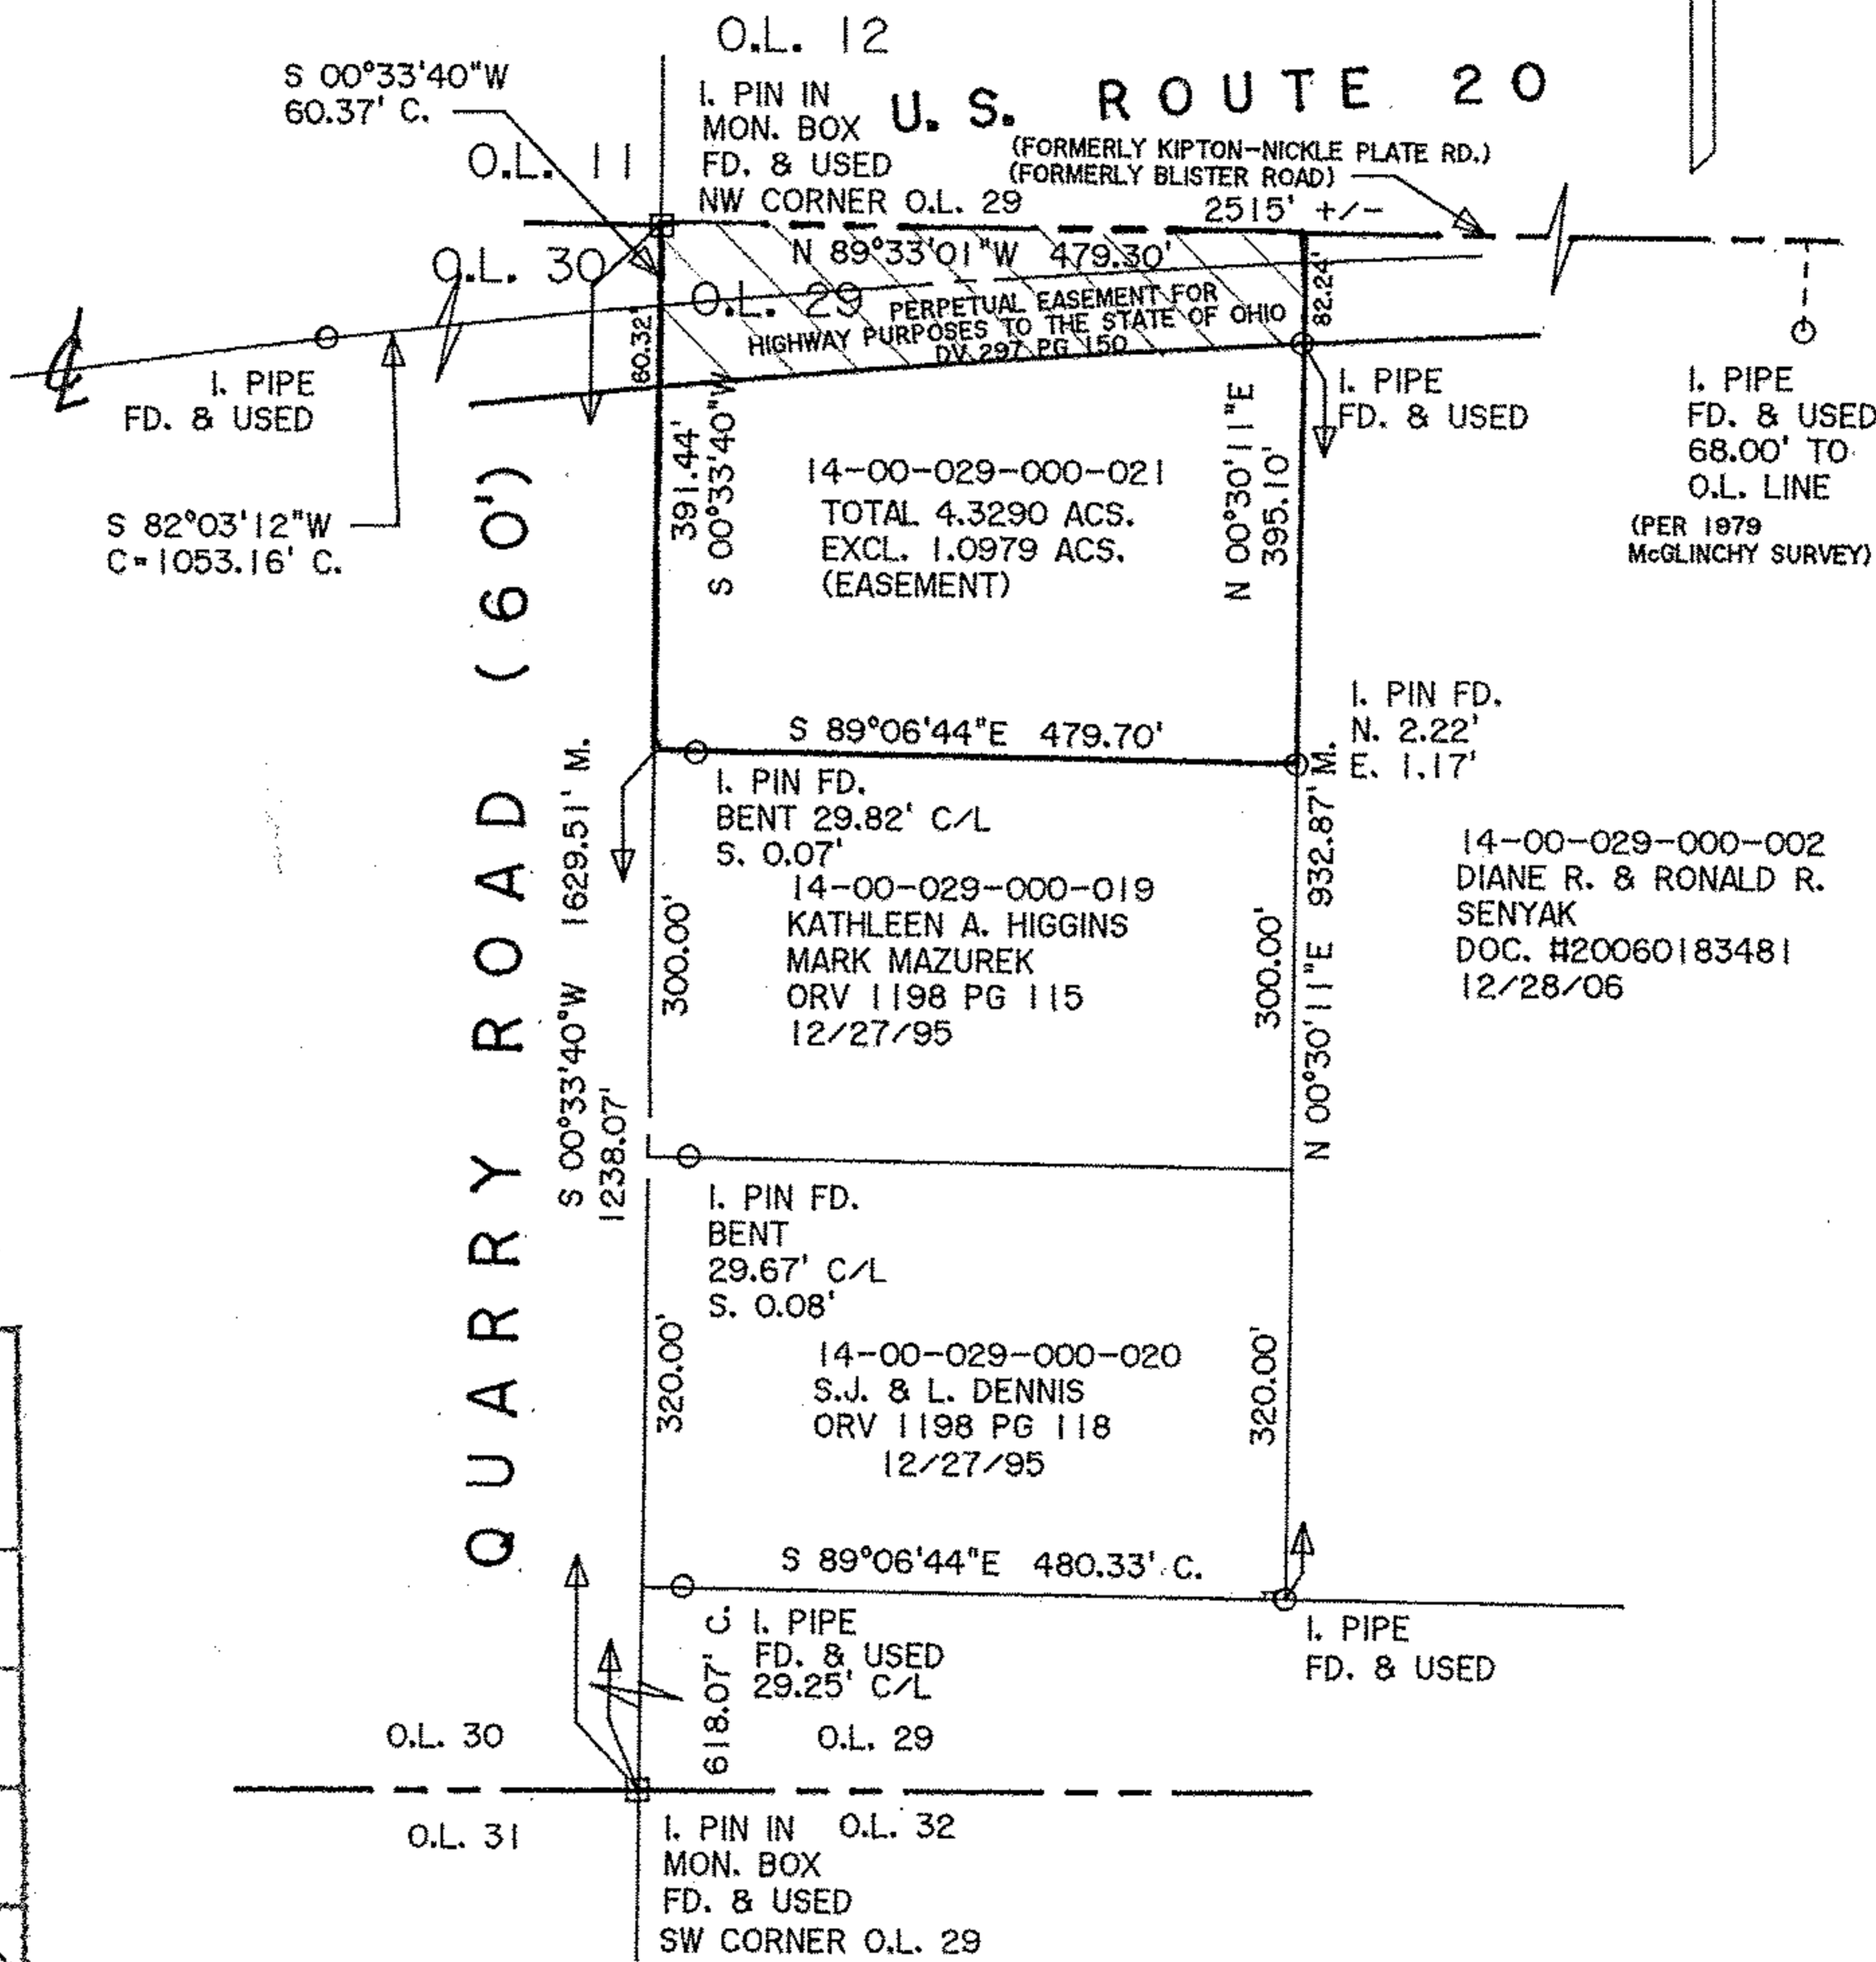 O.L. 12
S 00°33'40"W
60.37' C.
I. PIN IN
MON. BOX
FD. & USED
NW CORNER O.L. 29
U.S. ROUTE 20
(FORMERLY KIPTON-NICKLE PLATE RD.)
(FORMERLY BLISTER ROAD)
2515' +/-
O.L. 11
O.L. 30
N 89°33'01"W 479.30'
O.L. 29
PERPETUAL EASEMENT FOR
HIGHWAY PURPOSES TO THE STATE OF OHIO
DV 297 PG 150
82.24'
160.32'
I. PIPE
FD. & USED
S 82°03'12"W
C=1053.16' C.
I. PIPE
FD. & USED
I. PIPE
FD. & USED
68.00' TO
O.L. LINE
(PER 1979
McGLINCHY SURVEY)
391.44'
S 00°33'40"W
14-00-029-000-021
TOTAL 4.3290 ACS.
EXCL. 1.0979 ACS.
(EASEMENT)
N 00°30'11"E
395.10'
QUARRY ROAD (60')
S 89°06'44"E 479.70'
I. PIN FD.
N. 2.22'
E. 1.17'
I. PIN FD.
BENT 29.82' C/L
S. 0.07'
14-00-029-000-019
KATHLEEN A. HIGGINS
MARK MAZUREK
ORV 1198 PG 115
12/27/95
300.00'
300.00'
N 00°30'11"E 932.87' M.
14-00-029-000-002
DIANE R. & RONALD R.
SENYAK
DOC. #20060183481
12/28/06
S 00°33'40"W 1629.51' M.
1238.07'
I. PIN FD.
BENT
29.67' C/L
S. 0.08'
14-00-029-000-020
S.J. & L. DENNIS
ORV 1198 PG 118
12/27/95
320.00'
320.00'
S 89°06'44"E 480.33' C.
618.07' C.
I. PIPE
FD. & USED
29.25' C/L
I. PIPE
FD. & USED
O.L. 30
O.L. 29
O.L. 31
O.L. 32
I. PIN IN
MON. BOX
FD. & USED
SW CORNER O.L. 29